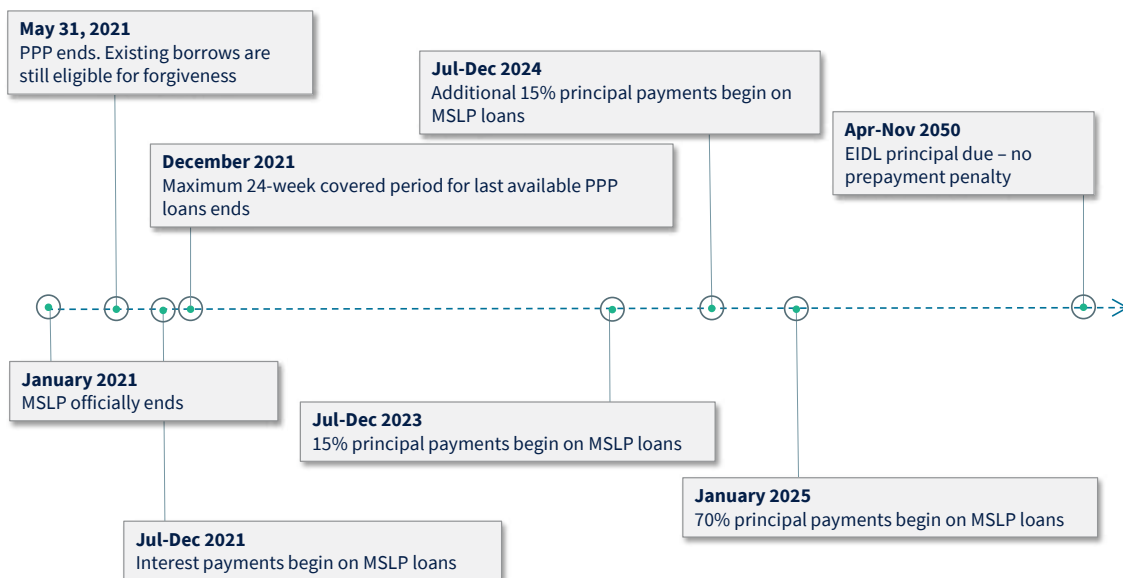 May 31, 2021
PPP ends. Existing borrows are
still eligible for forgiveness
Jul-Dec 2024
Additional 15% principal payments begin on
MSLP loans
Apr-Nov 2050
EIDL principal due – no
prepayment penalty
December 2021
Maximum 24-week covered period for last available PPP
loans ends
January 2021
MSLP officially ends
Jul-Dec 2023
15% principal payments begin on MSLP loans
January 2025
70% principal payments begin on MSLP loans
Jul-Dec 2021
Interest payments begin on MSLP loans